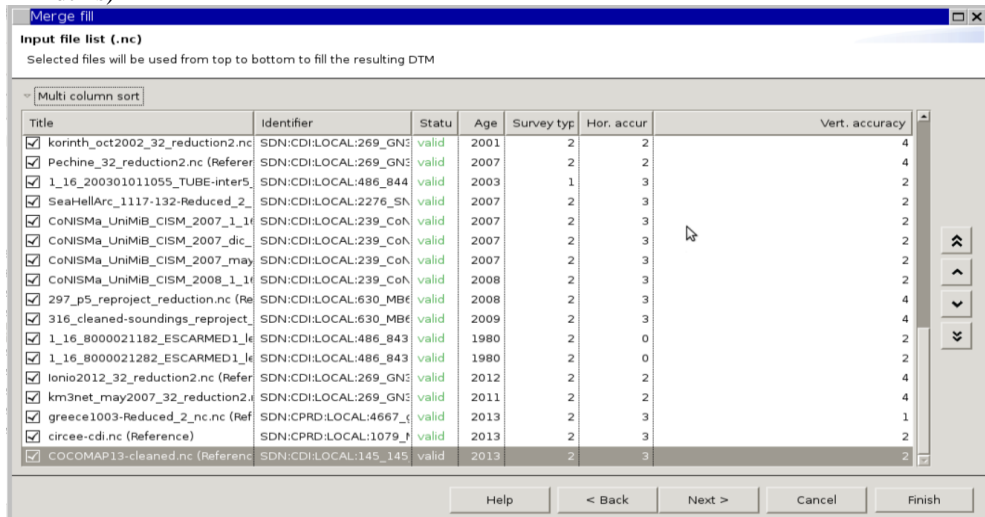 Merge fill
Input file list (.nc)
Selected files will be used from top to bottom to fill the resulting DTM
Multi column sort
Title Identifier Statu Age Survey typ Hor. accur Vert. accuracy
korinth_oct2002_32_reduction2.nc SDN:CDI:LOCAL:269_GN3 valid 2001 2 2 4
Pechine_32_reduction2.nc (Referer SDN:CDI:LOCAL:269_GN3 valid 2007 2 2 4
1_16_200301011055_TUBE-inter5_ SDN:CDI:LOCAL:486_844 valid 2003 1 3 2
SeaHellArc_1117-132-Reduced_2_ SDN:CDI:LOCAL:2276_SN valid 2007 2 3 2
CoNISMa_UniMiB_CISM_2007_1_16 SDN:CDI:LOCAL:239_CoN valid 2007 2 3 2
CoNISMa_UniMiB_CISM_2007_dic_ SDN:CDI:LOCAL:239_CoN valid 2007 2 3 2
CoNISMa_UniMiB_CISM_2007_may SDN:CDI:LOCAL:239_CoN valid 2007 2 3 2
CoNISMa_UniMiB_CISM_2008_1_16 SDN:CDI:LOCAL:239_CoN valid 2008 2 3 2
297_p5_reproject_reduction.nc (Re SDN:CDI:LOCAL:630_MB6 valid 2008 2 3 4
316_cleaned-soundings_reproject_ SDN:CDI:LOCAL:630_MB6 valid 2009 2 3 4
1_16_8000021182_ESCARMED1_le SDN:CDI:LOCAL:486_843 valid 1980 2 0 2
1_16_8000021282_ESCARMED1_le SDN:CDI:LOCAL:486_843 valid 1980 2 0 2
Ionio2012_32_reduction2.nc (Refer SDN:CDI:LOCAL:269_GN3 valid 2012 2 2 4
km3net_may2007_32_reduction2.r SDN:CDI:LOCAL:269_GN3 valid 2011 2 2 4
greece1003-Reduced_2_nc.nc (Ref SDN:CPRD:LOCAL:4667_g valid 2013 2 3 1
circee-cdi.nc (Reference) SDN:CPRD:LOCAL:1079_M valid 2013 2 3 2
COCOMAP13-cleaned.nc (Referenc SDN:CDI:LOCAL:145_145 valid 2013 2 3 2
Help < Back Next > Cancel Finish